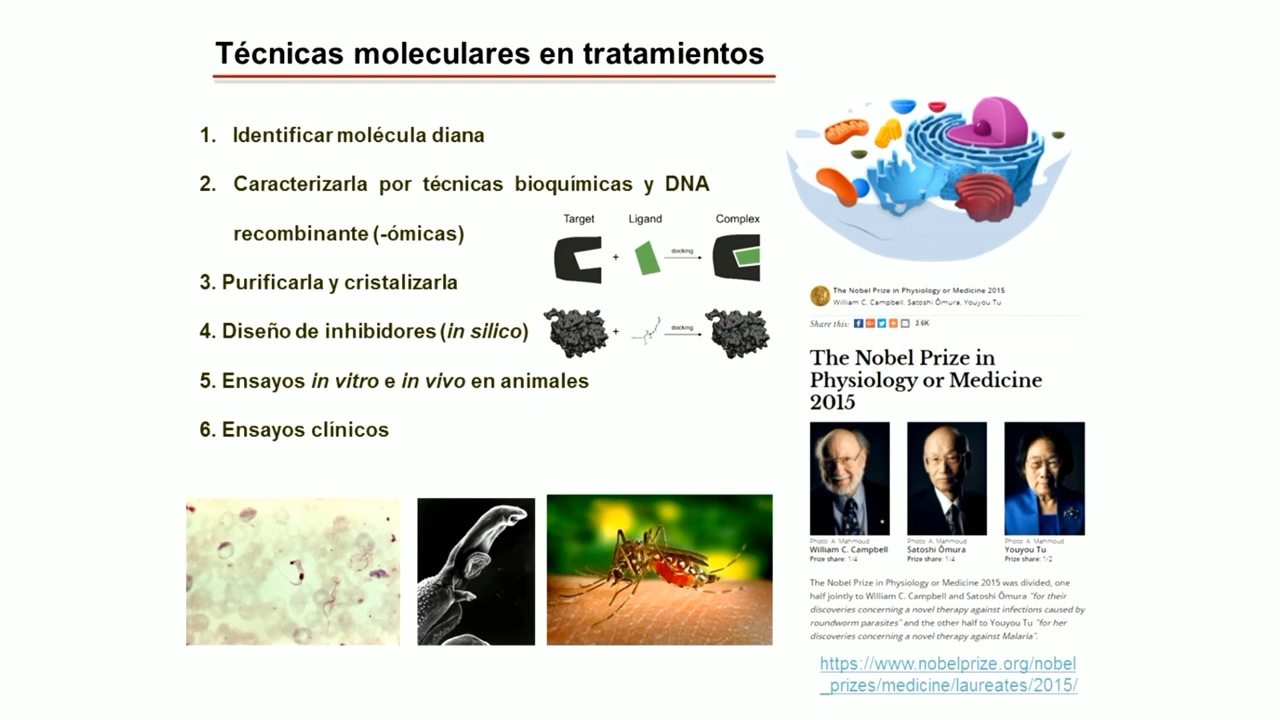 Técnicas moleculares en tratamientos
1. Identificar molécula diana
2. Caracterizarla por técnicas bioquímicas y DNA
recombinante (-ómicas)
3. Purificarla y cristalizarla
4. Diseño de inhibidores (in silico)
5. Ensayos in vitro e in vivo en animales
6. Ensayos clínicos
Target Ligand Complex
+ docking
+ docking
The Nobel Prize in Physiology or Medicine 2015
William C. Campbell, Satoshi Ōmura, Youyou Tu
Share this: 2.6K
The Nobel Prize in
Physiology or Medicine
2015
Photo: A. Mahmoud Photo: A. Mahmoud Photo: A. Mahmoud
William C. Campbell Satoshi Ōmura Youyou Tu
Prize share: 1/4 Prize share: 1/4 Prize share: 1/2
The Nobel Prize in Physiology or Medicine 2015 was divided, one
half jointly to William C. Campbell and Satoshi Ōmura "for their
discoveries concerning a novel therapy against infections caused by
roundworm parasites" and the other half to Youyou Tu "for her
discoveries concerning a novel therapy against Malaria".
https://www.nobelprize.org/nobel
_prizes/medicine/laureates/2015/